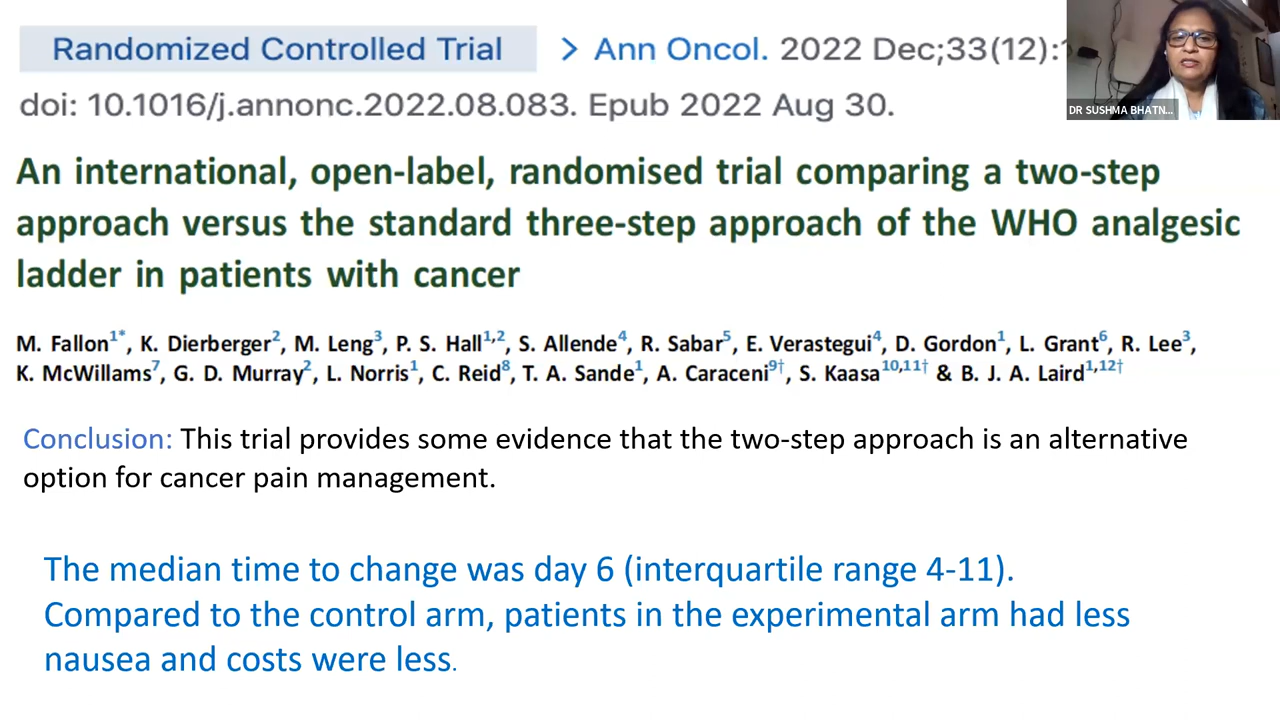 Randomized Controlled Trial > Ann Oncol. 2022 Dec;33(12):
doi: 10.1016/j.annonc.2022.08.083. Epub 2022 Aug 30.
DR SUSHMA BHATN...
An international, open-label, randomised trial comparing a two-step
approach versus the standard three-step approach of the WHO analgesic
ladder in patients with cancer
M. Fallon1*, K. Dierberger2, M. Leng3, P. S. Hall1,2, S. Allende4, R. Sabar5, E. Verastegui4, D. Gordon1, L. Grant6, R. Lee3,
K. McWillams7, G. D. Murray2, L. Norris1, C. Reid8, T. A. Sande1, A. Caraceni9†, S. Kaasa10,11† & B. J. A. Laird1,12†
Conclusion: This trial provides some evidence that the two-step approach is an alternative
option for cancer pain management.
The median time to change was day 6 (interquartile range 4-11).
Compared to the control arm, patients in the experimental arm had less
nausea and costs were less.